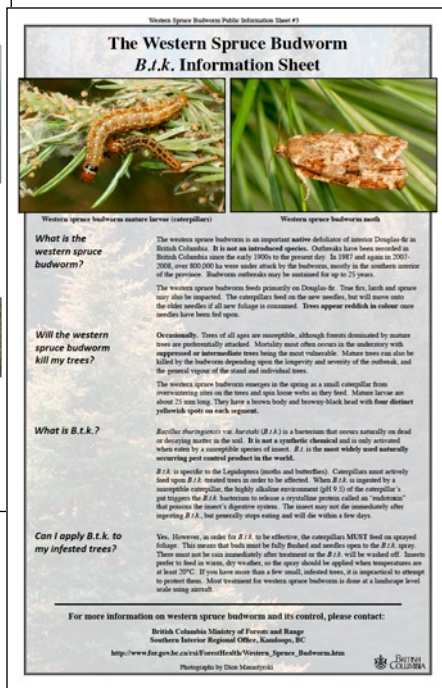 Western Spruce Budworm Public Information Sheet #3
The Western Spruce Budworm
B.t.k. Information Sheet
Western spruce budworm mature larvae (caterpillars)
Western spruce budworm moth
What is the
western spruce
budworm?
The western spruce budworm is an important native defoliator of interior Douglas-fir in
British Columbia. It is not an introduced species. Outbreaks have been recorded in
British Columbia since the early 1900s to the present day. In 1987 and again in 2007-
2008, over 800,000 ha were under attack by the budworm, mostly in the southern interior
of the province. Budworm outbreaks may be sustained for up to 25 years.
The western spruce budworm feeds primarily on Douglas-fir. True firs, larch and spruce
may also be impacted. The caterpillars feed on the new needles, but will move onto
the older needles if all new foliage is consumed. Trees appear reddish in colour once
needles have been fed upon.
Will the western
spruce budworm
kill my trees?
Occasionally. Trees of all ages are susceptible, although forests dominated by mature
trees are preferentially attacked. Mortality most often occurs in the understory with
suppressed or intermediate trees being the most vulnerable. Mature trees can also be
killed by the budworm depending upon the longevity and severity of the outbreak, and
the general vigour of the stand and individual trees.
The western spruce budworm emerges in the spring as a small caterpillar from
overwintering sites on the trees and spin loose webs as they feed. Mature larvae are
about 25 mm long. They have a brown body and browny-black head with four distinct
yellowish spots on each segment.
What is B.t.k.?
Bacillus thuringiensis var. kurstaki (B.t.k.) is a bacterium that occurs naturally on dead
or decaying matter in the soil. It is not a synthetic chemical and is only activated
when eaten by a susceptible species of insect. B.t. is the most widely used naturally
occurring pest control product in the world.
B.t.k. is specific to the Lepidoptera (moths and butterflies). Caterpillars must actively
feed upon B.t.k.-treated trees in order to be affected. When B.t.k. is ingested by a
susceptible caterpillar, the highly alkaline environment (pH 9.5) of the caterpillar's
gut triggers the B.t.k. bacterium to release a crystalline protein called an "endotoxin"
that poisons the insect's digestive system. The insect may not die immediately after
ingesting B.t.k., but generally stops eating and will die within a few days.
Can I apply B.t.k. to
my infested trees?
Yes. However, in order for B.t.k. to be effective, the caterpillars MUST feed on sprayed
foliage. This means that buds must be fully flushed and needles open to the B.t.k. spray.
There must not be rain immediately after treatment or the B.t.k. will be washed off. Insects
prefer to feed in warm, dry weather, so the spray should be applied when temperatures are
at least 20°C. If you have more than a few small, infested trees, it is impractical to attempt
to protect them. Most treatment for western spruce budworm is done at a landscape level
scale using aircraft.
For more information on western spruce budworm and its control, please contact:
British Columbia Ministry of Forests and Range
Southern Interior Regional Office, Kamloops, BC
http://www.for.gov.bc.ca/rsi/ForestHealth/Western_Spruce_Budworm.htm
Photographs by Dion Manastyrski.
BRITISH
COLUMBIA